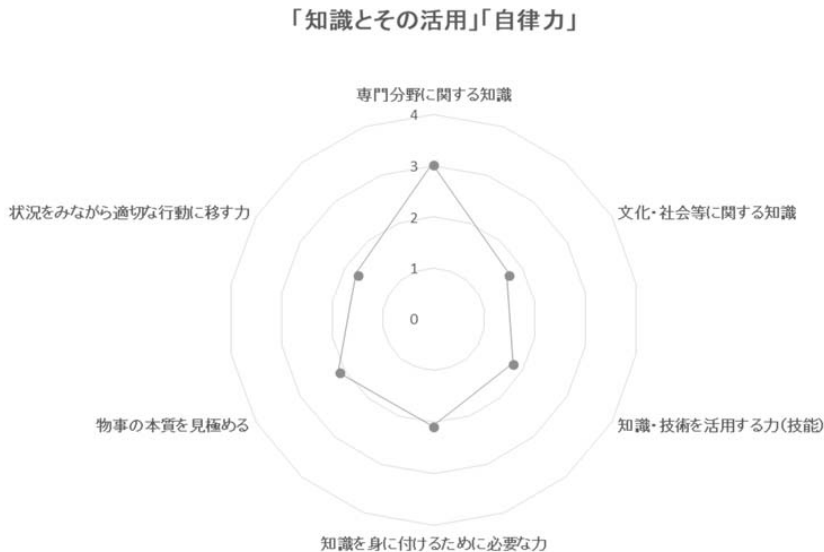 「知識とその活用」「自律力」
専門分野に関する知識
4
3
2
1
0
状況をみながら適切な行動に移す力
文化・社会等に関する知識
物事の本質を見極める
知識・技術を活用する力(技能)
知識を身に付けるために必要な力